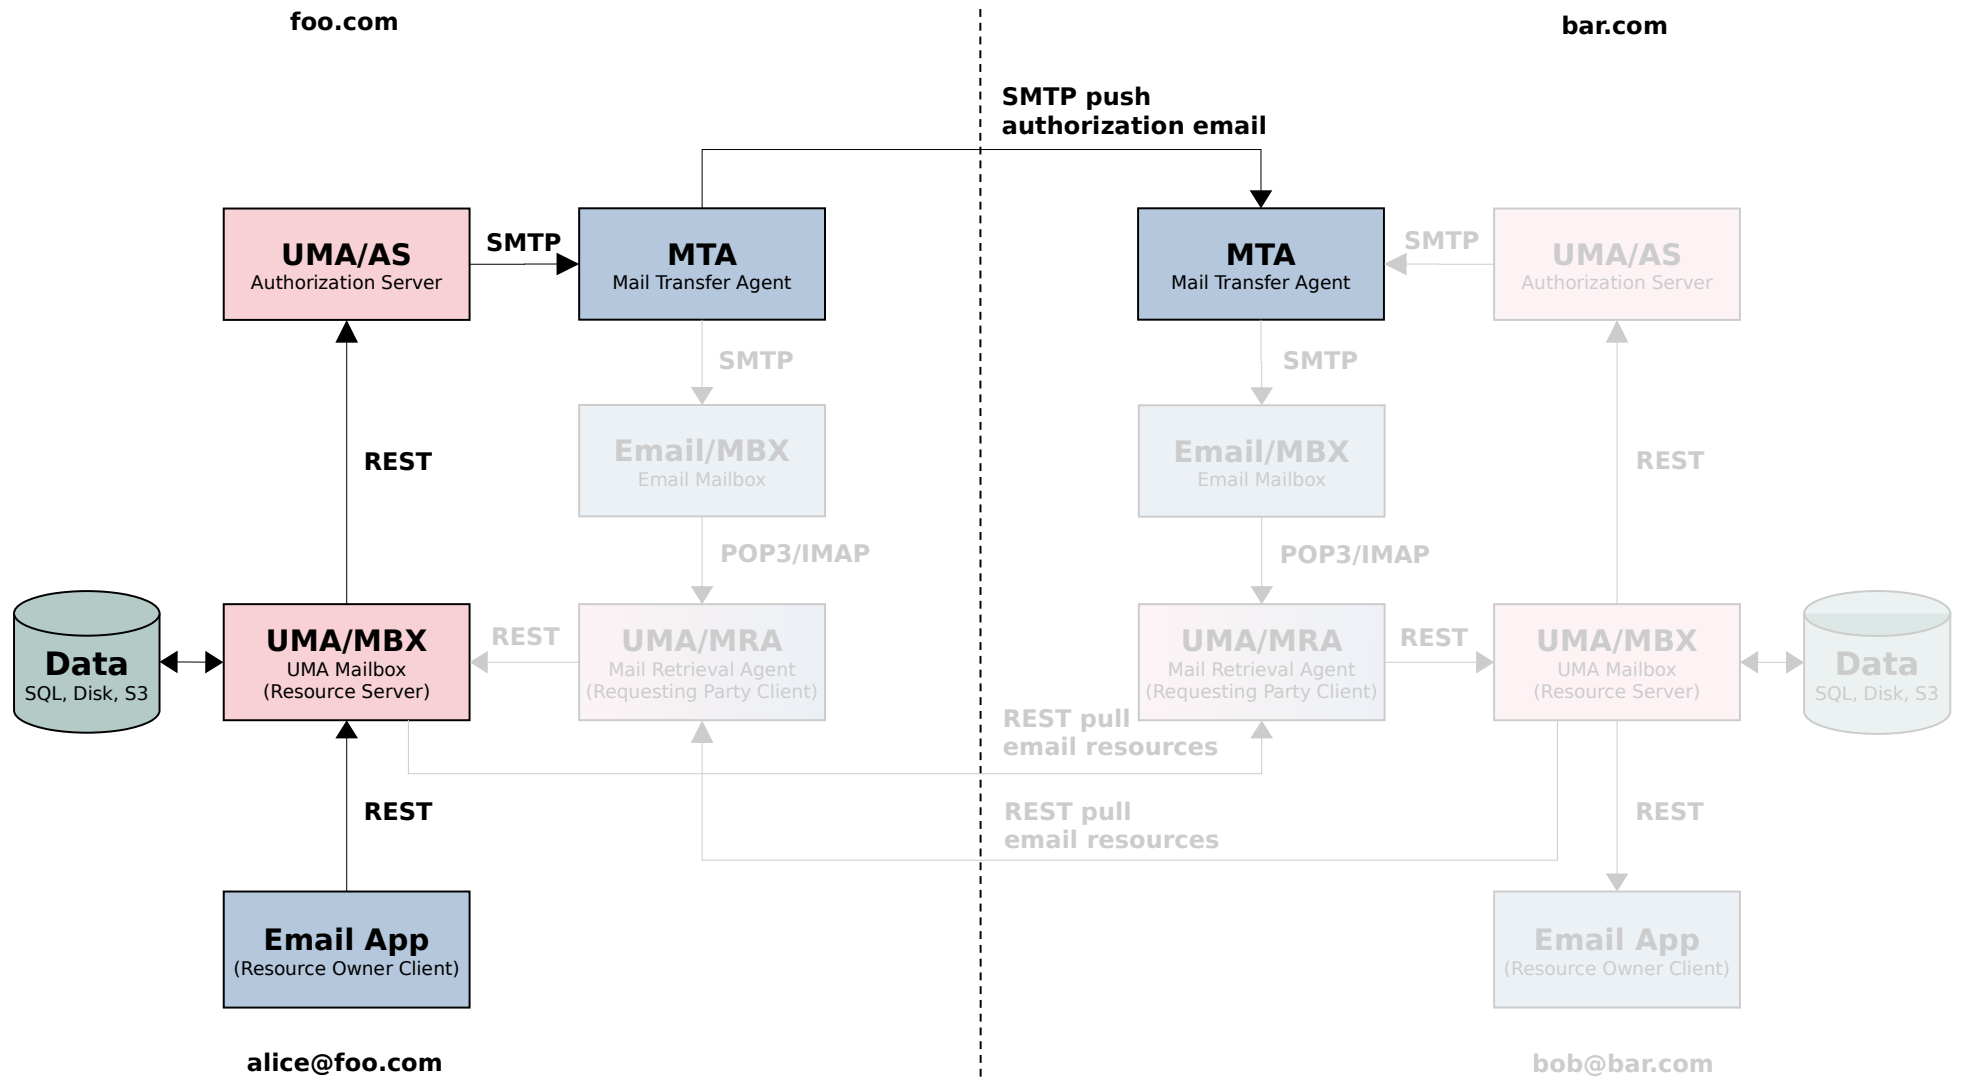 foo.com
bar.com
SMTP push
authorization email
UMA/AS
Authorization Server
SMTP
MTA
Mail Transfer Agent
MTA
Mail Transfer Agent
SMTP
UMA/AS
Authorization Server
SMTP
SMTP
REST
Email/MBX
Email Mailbox
Email/MBX
Email Mailbox
REST
POP3/IMAP
POP3/IMAP
Data
SQL, Disk, S3
UMA/MBX
UMA Mailbox
(Resource Server)
REST
UMA/MRA
Mail Retrieval Agent
(Requesting Party Client)
UMA/MRA
Mail Retrieval Agent
(Requesting Party Client)
REST
UMA/MBX
UMA Mailbox
(Resource Server)
Data
SQL, Disk, S3
REST pull
email resources
REST
REST pull
email resources
REST
Email App
(Resource Owner Client)
Email App
(Resource Owner Client)
alice@foo.com
bob@bar.com